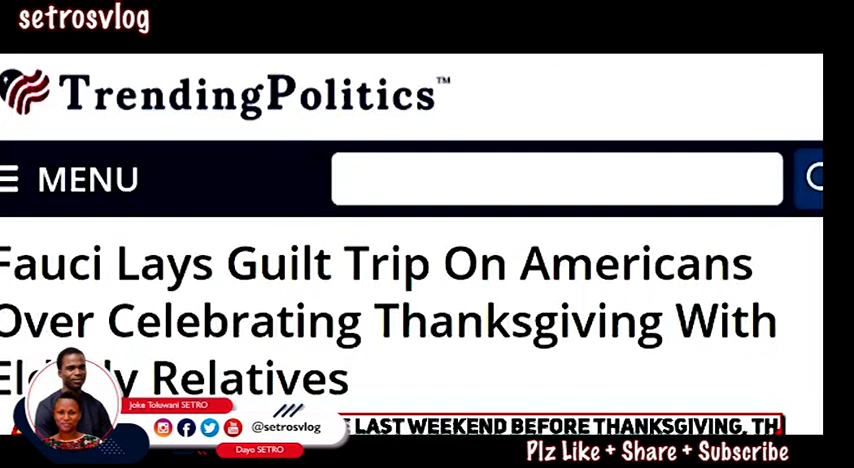 setrosvlog
TrendingPolitics™
MENU
Fauci Lays Guilt Trip On Americans
Over Celebrating Thanksgiving With
Relatives
Joke Toluwani SETRO
@setrosvlog
Dayo SETRO
LAST WEEKEND BEFORE THANKSGIVING, TH
Plz Like + Share + Subscribe